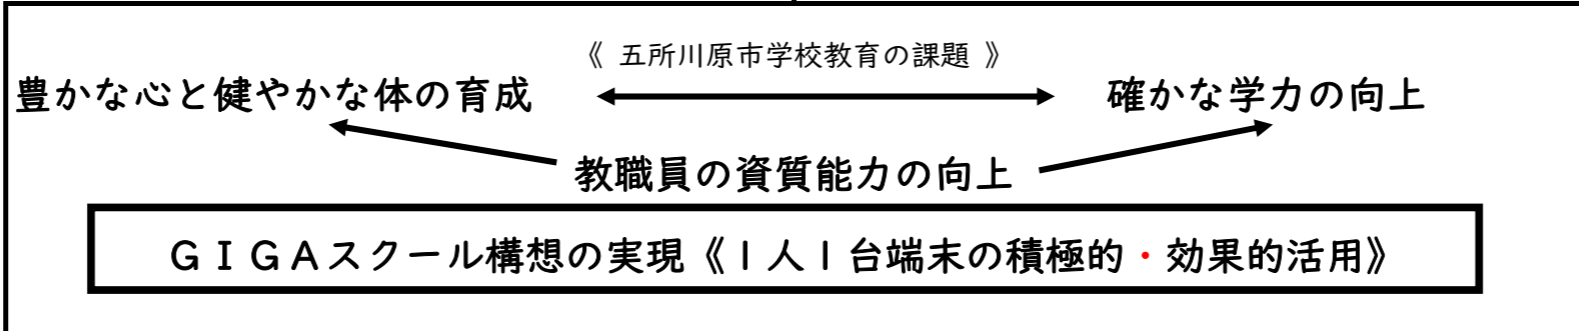 《 五所川原市学校教育の課題 》
豊かな心と健やかな体の育成 確かな学力の向上
教職員の資質能力の向上
ＧＩＧＡスクール構想の実現《１人１台端末の積極的・効果的活用》